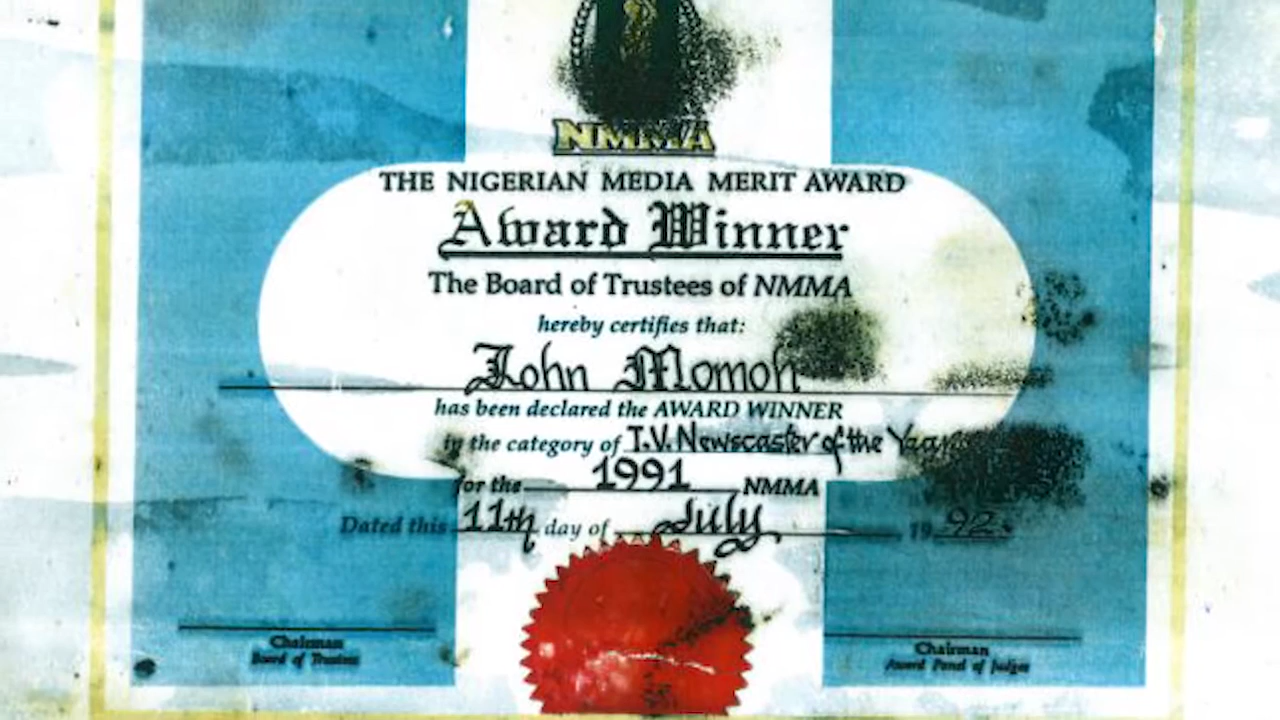 NMMA
THE NIGERIAN MEDIA MERIT AWARD
Award Winner
The Board of Trustees of NMMA
hereby certifies that:
John Momoh
has been declared the AWARD WINNER
in the category of T.V. Newscaster of the Year
for the 1991 NMMA
Dated this 11th day of July 1992.
Chairman
Board of Trustees
Chairman
Award Panel of Judges